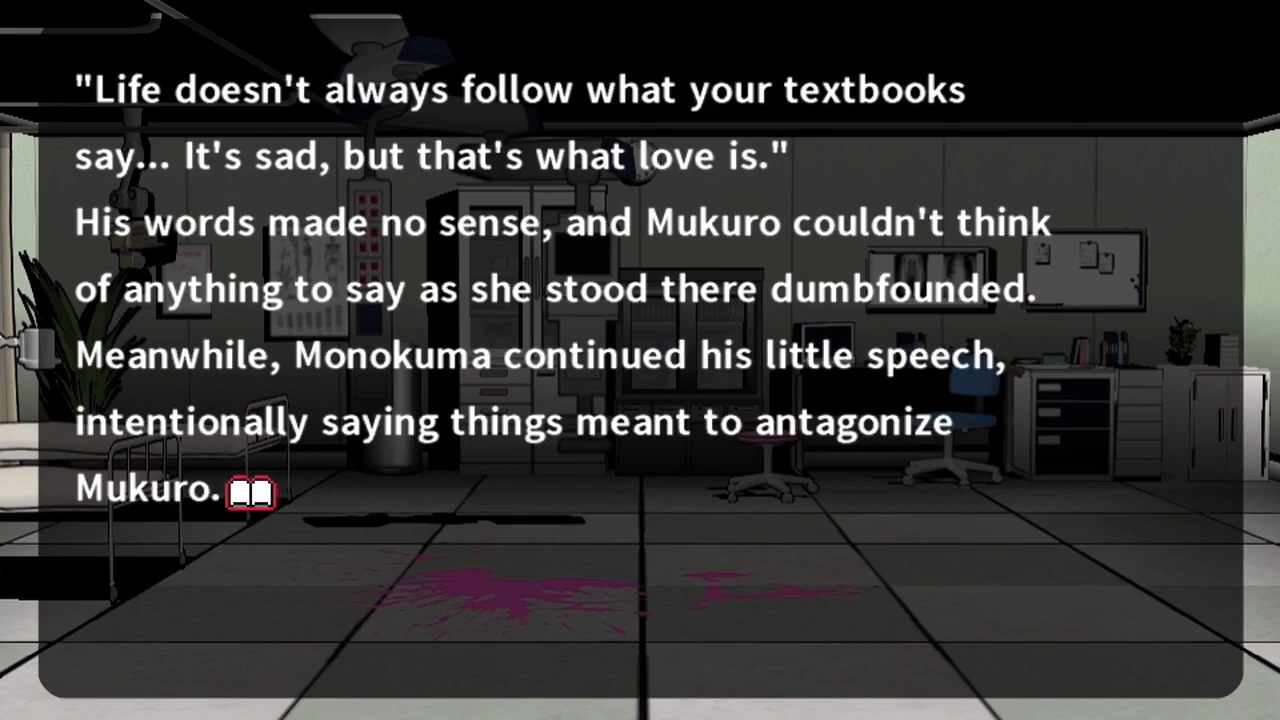 "Life doesn't always follow what your textbooks
say... It's sad, but that's what love is."
His words made no sense, and Mukuro couldn't think
of anything to say as she stood there dumbfounded.
Meanwhile, Monokuma continued his little speech,
intentionally saying things meant to antagonize
Mukuro.